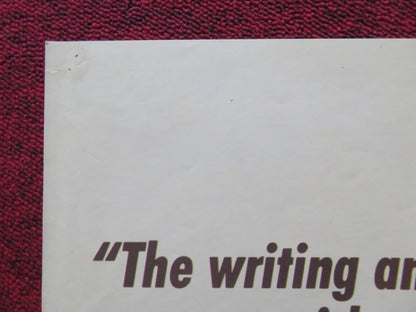 "The writing an